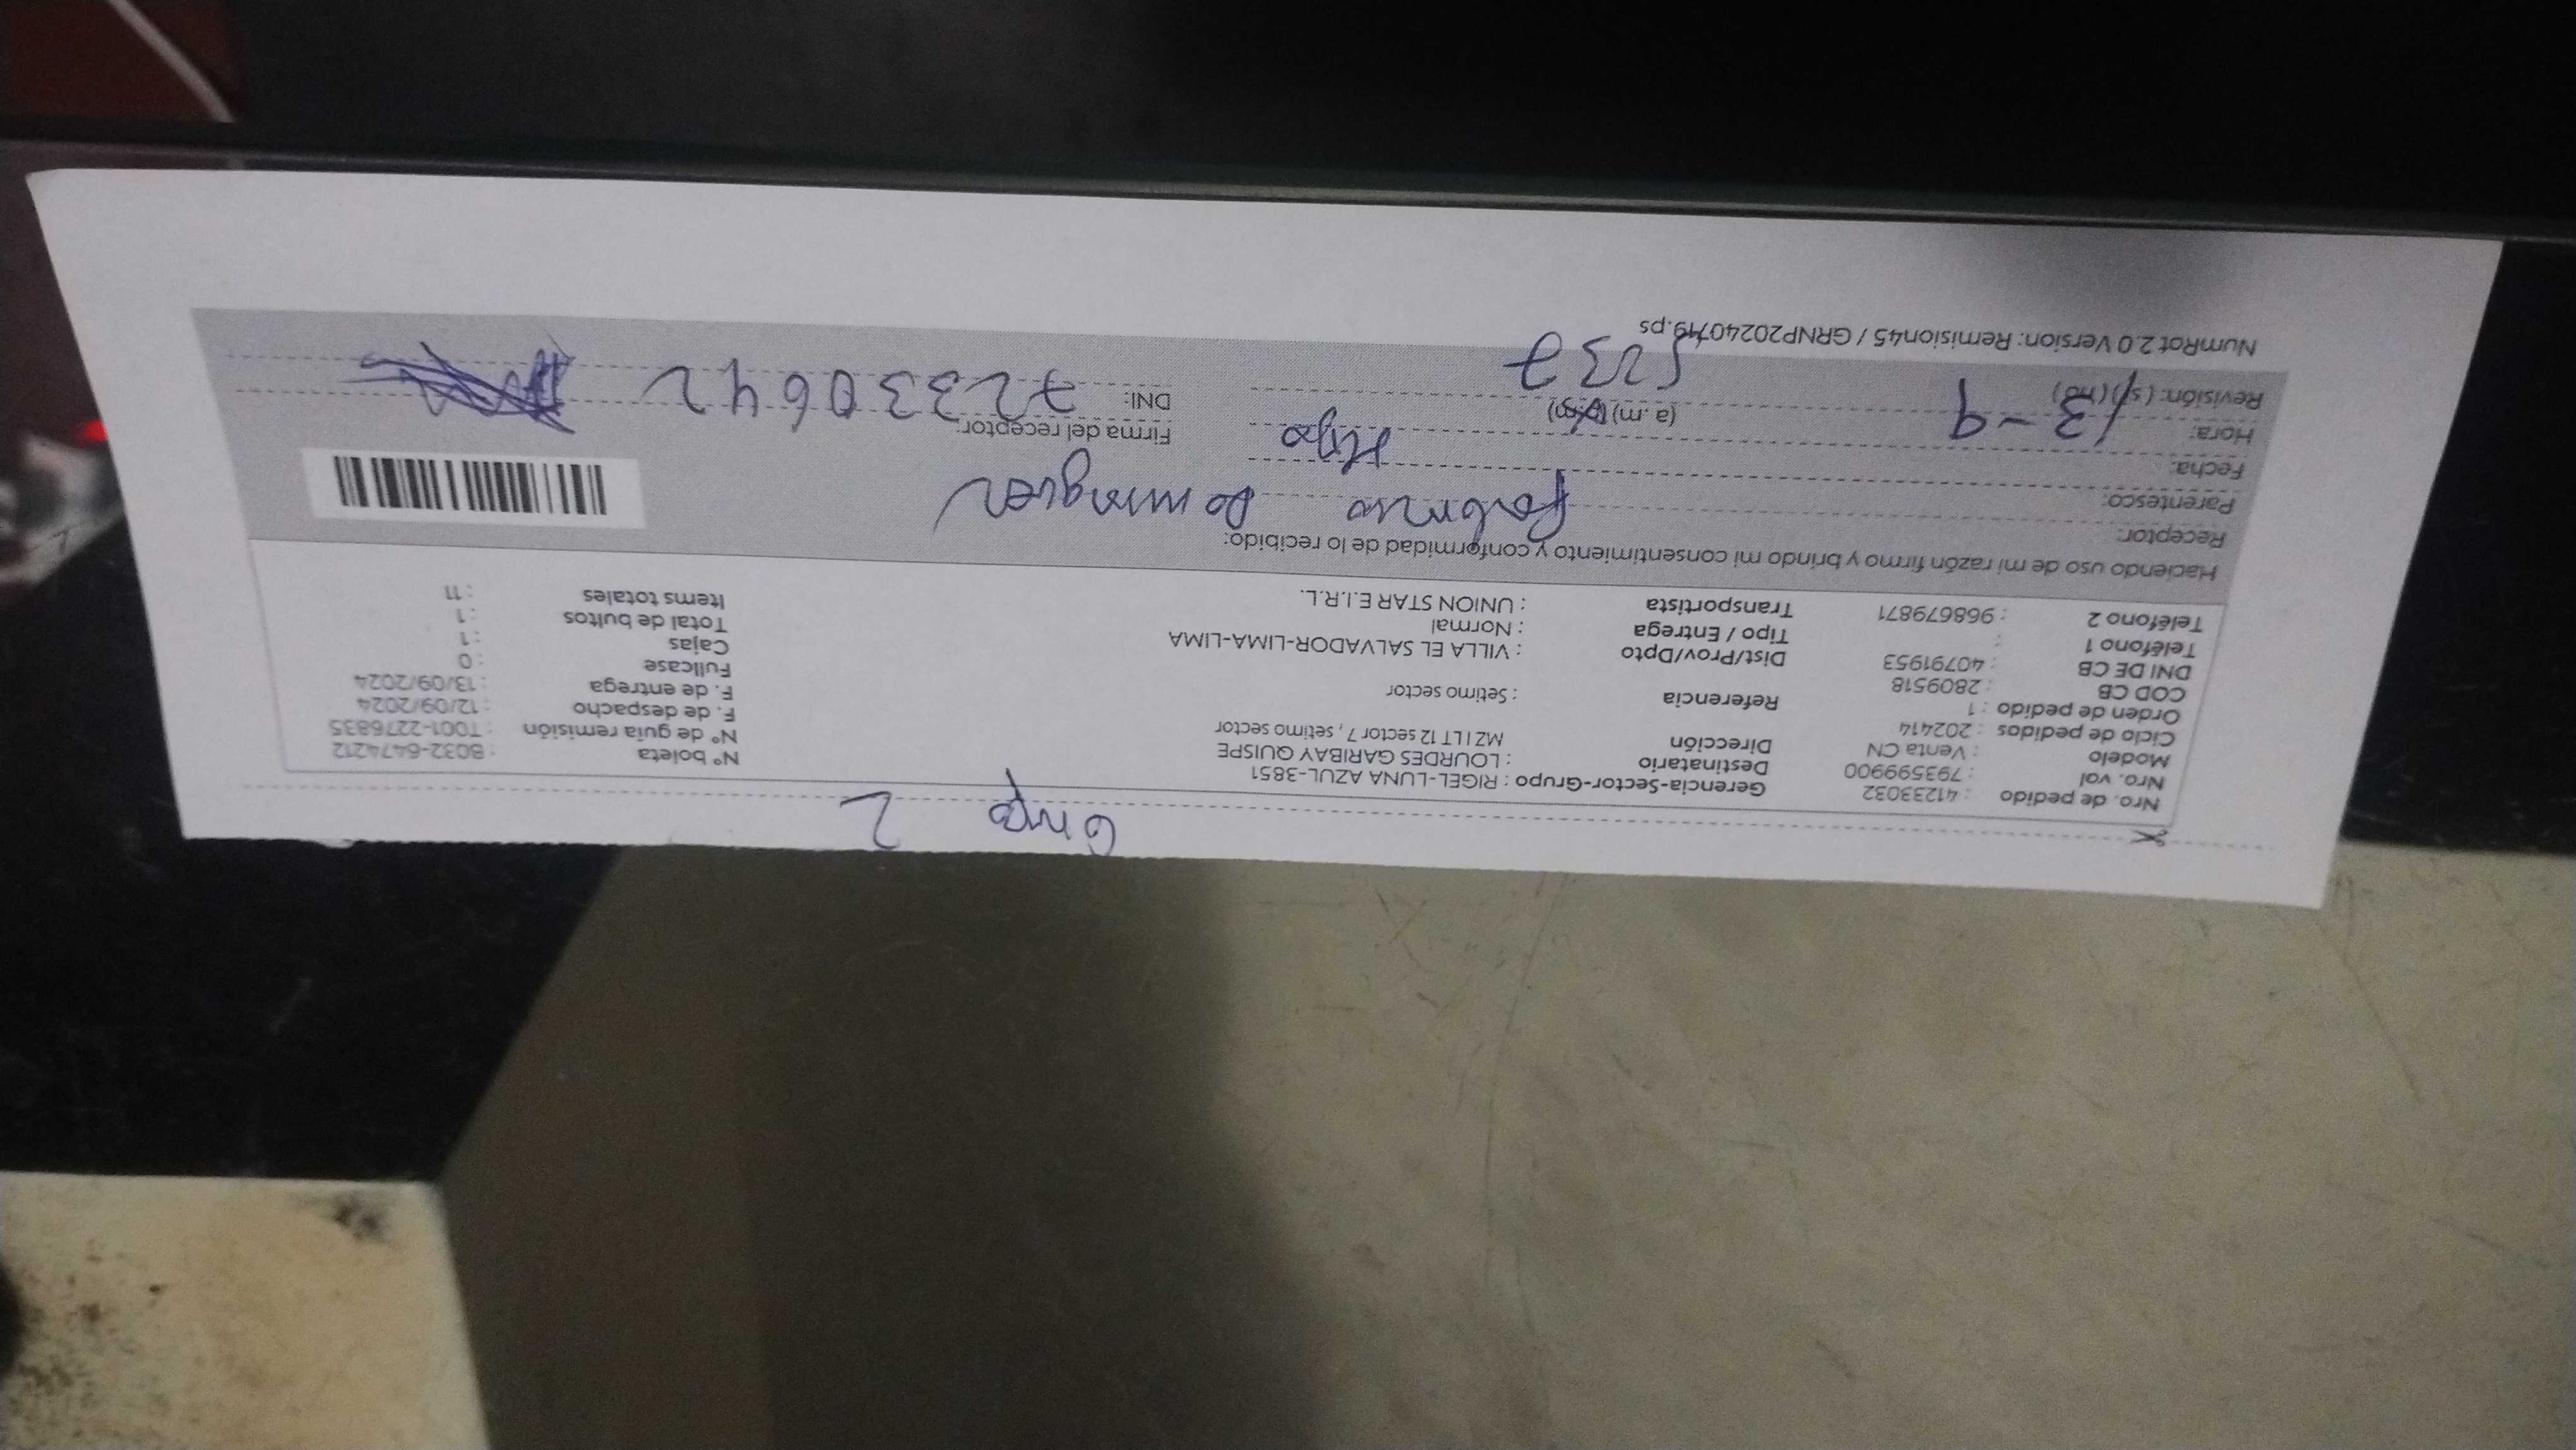 Grupo 2
Nro. de pedido : 41233032 Gerencia-Sector-Grupo : RIGEL-LUNA AZUL-3851 N° boleta : B032-6474212
Nro. vol : 793599900 Destinatario : LOURDES GARIBAY QUISPE N° de guia remisión : T001-2276835
Modelo : Venta CN Dirección MZ I LT 12 sector 7 , setimo sector F. de despacho : 12/09/2024
Ciclo de pedidos : 202414 F. de entrega : 13/09/2024
Orden de pedido : 1 Referencia : Setimo sector Fullcase : 0
COD CB : 2809518 Cajas : 1
DNI DE CB : 40791953 Dist/Prov/Dpto : VILLA EL SALVADOR-LIMA-LIMA Total de bultos : 1
Teléfono 1 : Tipo / Entrega : Normal Items totales : 11
Teléfono 2 : 968679871 Transportista : UNION STAR E.I.R.L.
Haciendo uso de mi razón firmo y brindo mi consentimiento y conformidad de lo recibido:
Receptor: Dominguez
Parentesco: Hijo
Fecha: 13-9
Hora: (a.m) (p.m) Firma del receptor:
Revisión: (si) (no) 5237 DNI: 72330642
NumRot 2.0 Version: Remision45 / GRNP20240719.ps